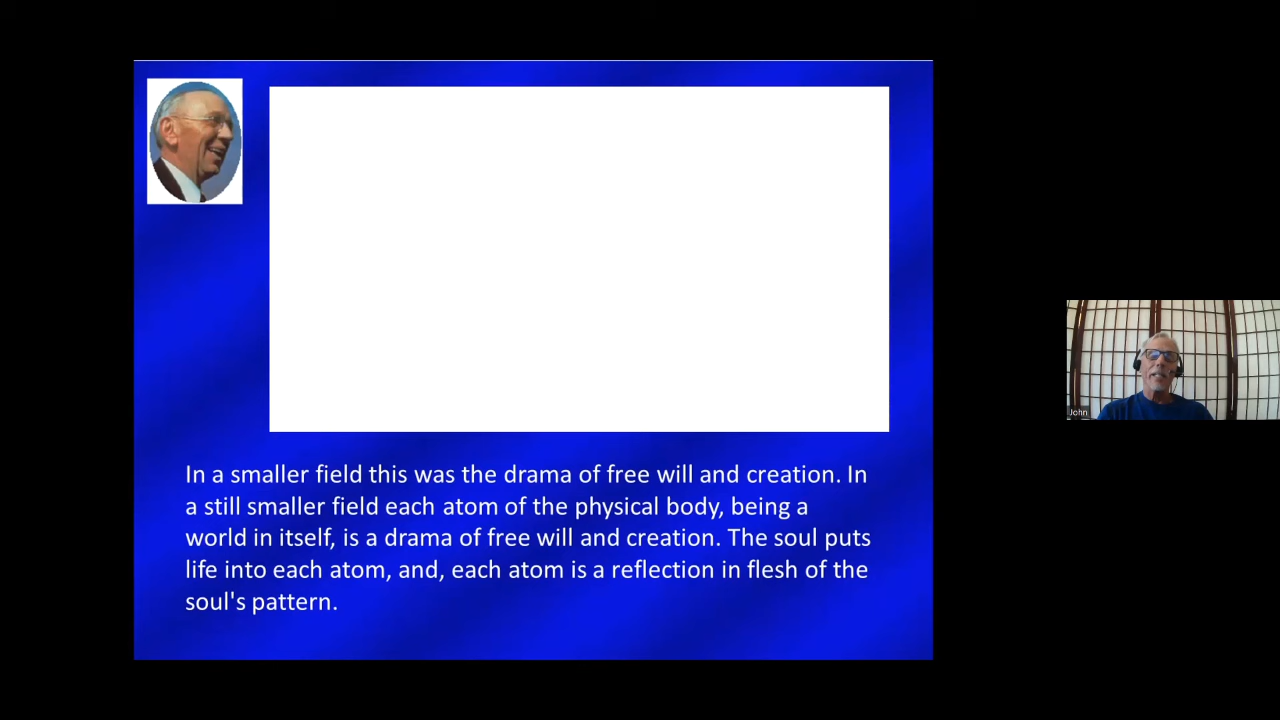 In a smaller field this was the drama of free will and creation. In
a still smaller field each atom of the physical body, being a
world in itself, is a drama of free will and creation. The soul puts
life into each atom, and, each atom is a reflection in flesh of the
soul's pattern.
John